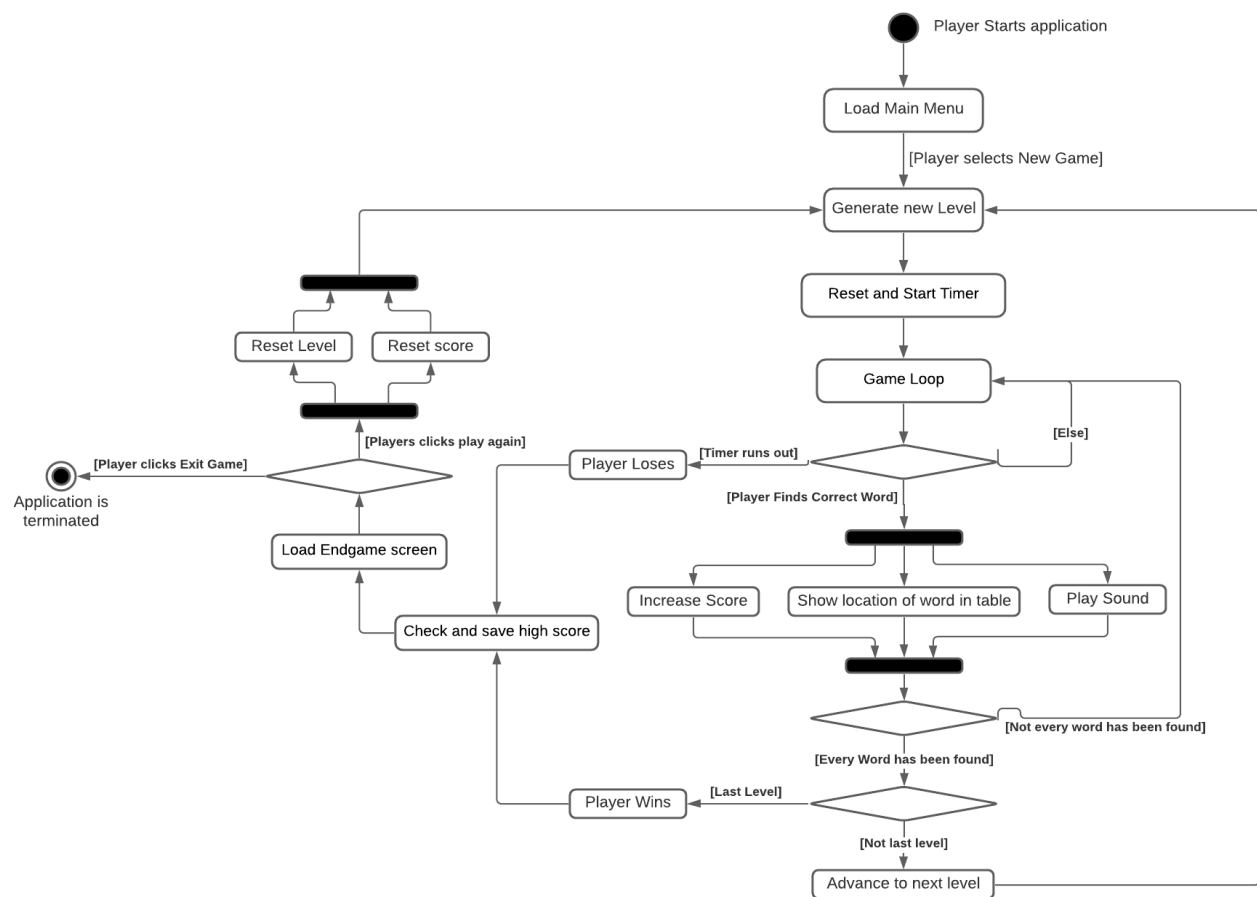 Player Starts application
Load Main Menu
[Player selects New Game]
Generate new Level
Reset and Start Timer
Reset Level
Reset score
Game Loop
[Else]
[Players clicks play again]
[Timer runs out]
Player Loses
[Player clicks Exit Game]
Application is
terminated
[Player Finds Correct Word]
Load Endgame screen
Increase Score
Show location of word in table
Play Sound
Check and save high score
[Not every word has been found]
[Every Word has been found]
[Last Level]
Player Wins
[Not last level]
Advance to next level